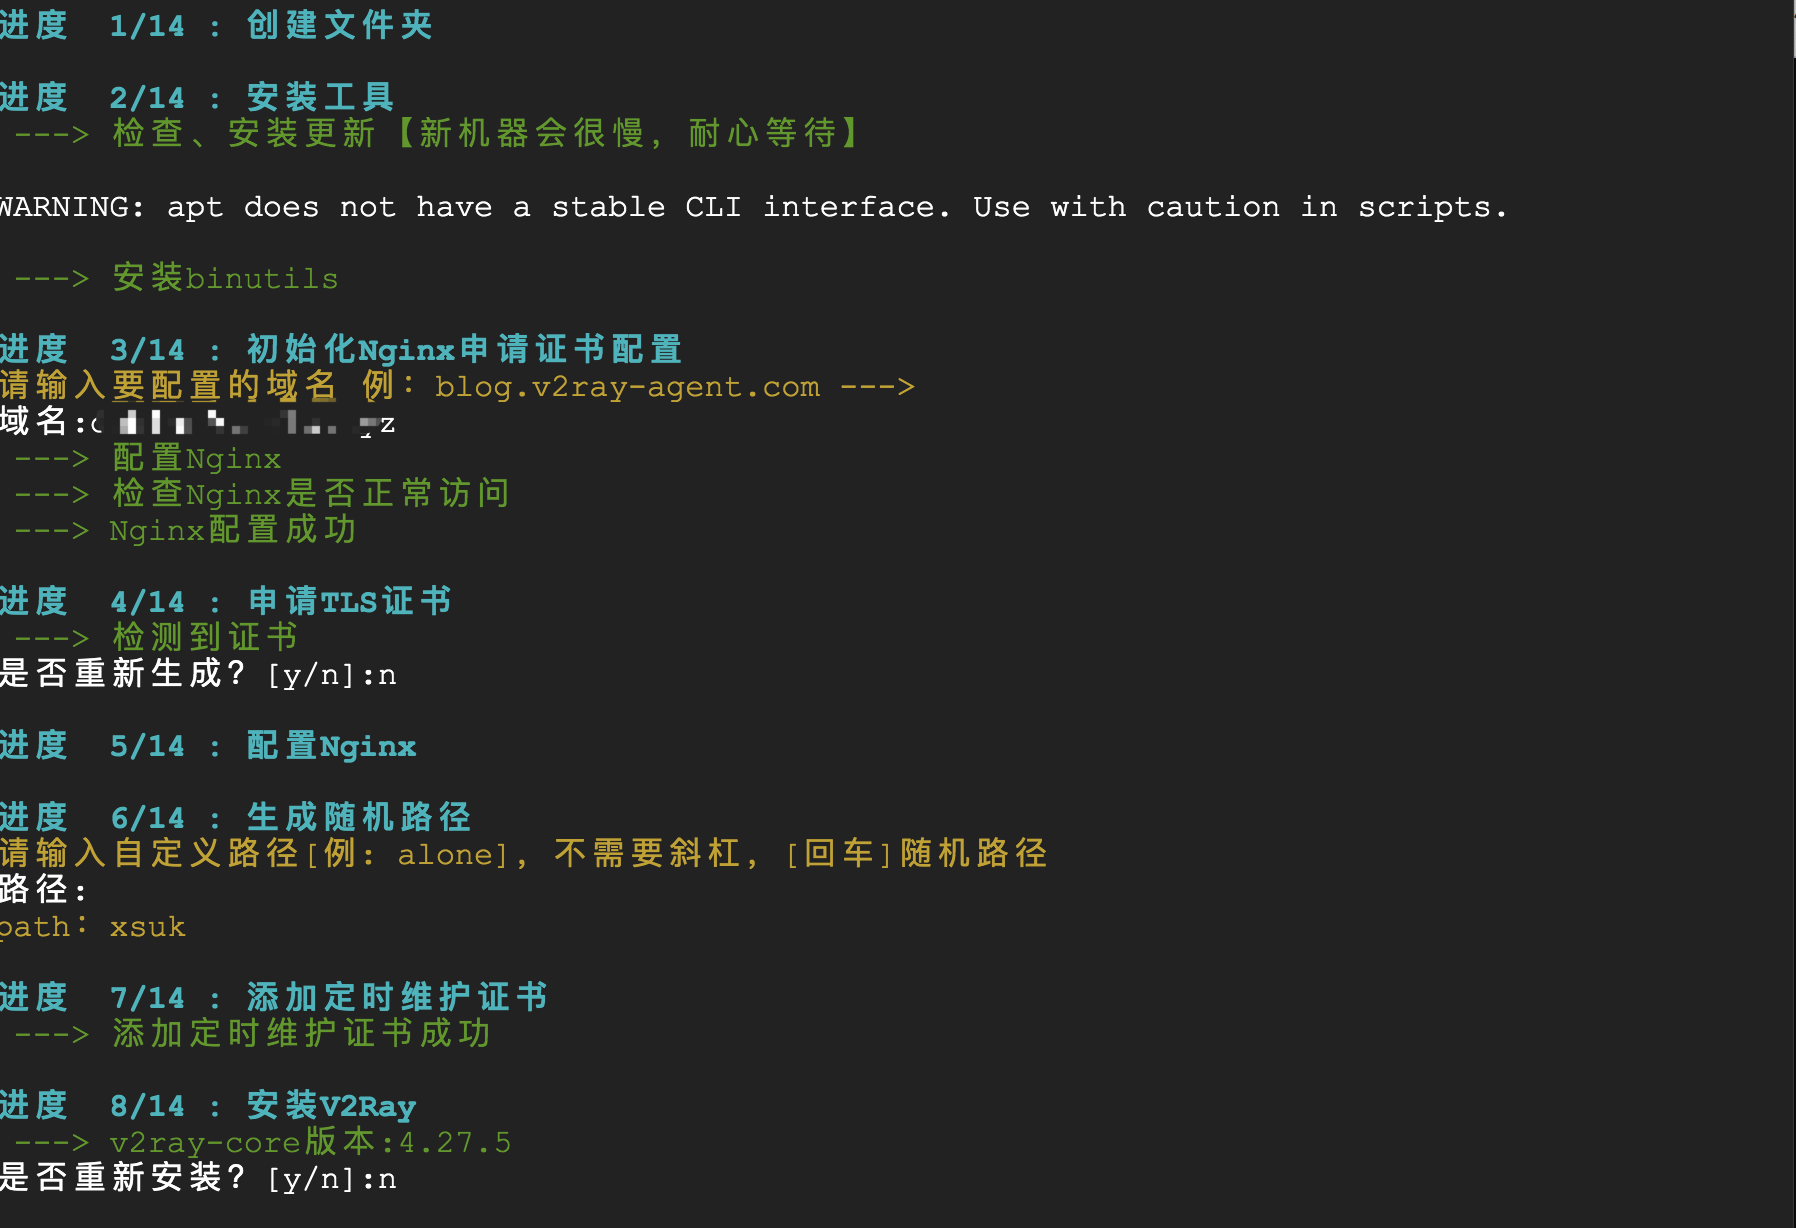 进度 1/14 : 创建文件夹
进度 2/14 : 安装工具
---> 检查、安装更新【新机器会很慢,耐心等待】
WARNING: apt does not have a stable CLI interface. Use with caution in scripts.
---> 安装binutils
进度 3/14 : 初始化Nginx申请证书配置
请输入要配置的域名 例：blog.v2ray-agent.com --->
域名:
---> 配置Nginx
---> 检查Nginx是否正常访问
---> Nginx配置成功
进度 4/14 : 申请TLS证书
---> 检测到证书
是否重新生成？[y/n]:n
进度 5/14 : 配置Nginx
进度 6/14 : 生成随机路径
请输入自定义路径[例: alone], 不需要斜杠, [回车]随机路径
路径:
path：xsuk
进度 7/14 : 添加定时维护证书
---> 添加定时维护证书成功
进度 8/14 : 安装V2Ray
---> v2ray-core版本:4.27.5
是否重新安装？[y/n]:n